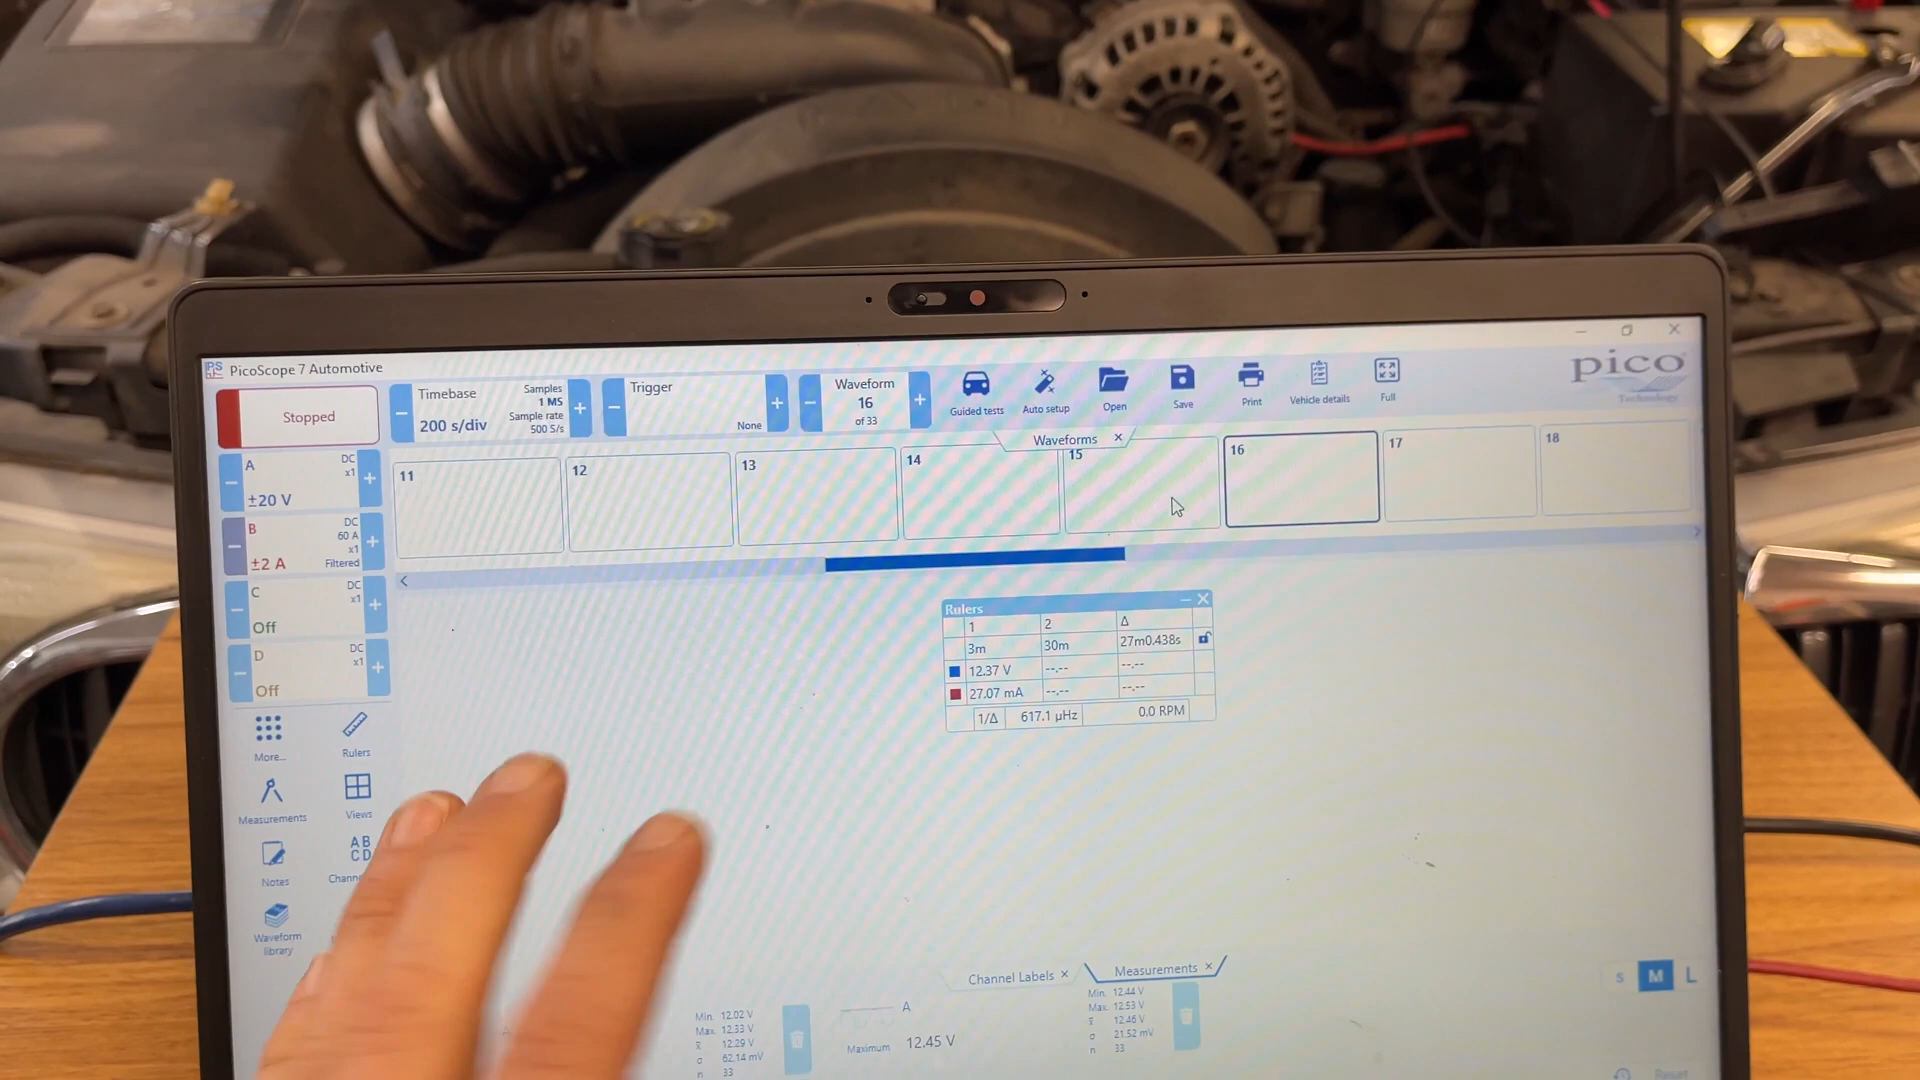 PicoScope 7 Automotive
Stopped
Timebase
200 s/div
Samples
1 MS
Sample rate
500 S/s
Trigger
None
Waveform
16
of 33
Guided tests
Auto setup
Open
Save
Print
Vehicle details
Full
pico
Technology
Waveforms
11
12
13
14
15
16
17
18
A
DC
x1
±20 V
B
DC
60 A
x1
±2 A
Filtered
C
DC
x1
Off
D
DC
x1
Off
More...
Rulers
Measurements
Views
Notes
AB
CD
Waveform
library
Rulers
1 2 Δ
3m 30m 27m0.438s
12.37 V --.-- --.--
27.07 mA --.-- --.--
1/Δ 617.1 µHz 0.0 RPM
Channel Labels
Measurements
S M L
Min. 12.02 V
Max. 12.33 V
x̄ 12.29 V
σ 62.14 mV
n 33
A
Maximum 12.45 V
Min. 12.44 V
Max. 12.53 V
x̄ 12.46 V
σ 21.52 mV
n 33
Reset